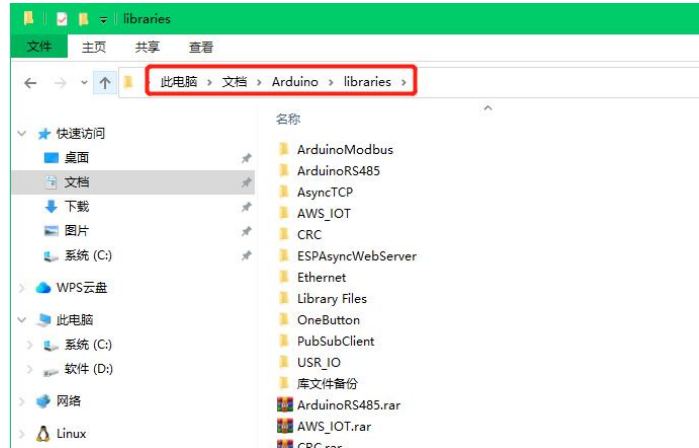 libraries
文件 主页 共享 查看
此电脑 > 文档 > Arduino > libraries >
名称
快速访问
桌面
文档
下载
图片
系统 (C:)
WPS云盘
此电脑
系统 (C:)
软件 (D:)
网络
Linux
ArduinoModbus
ArduinoRS485
AsyncTCP
AWS_IOT
CRC
ESPAsyncWebServer
Ethernet
Library Files
OneButton
PubSubClient
USR_IO
库文件备份
ArduinoRS485.rar
AWS_IOT.rar
CRC.rar